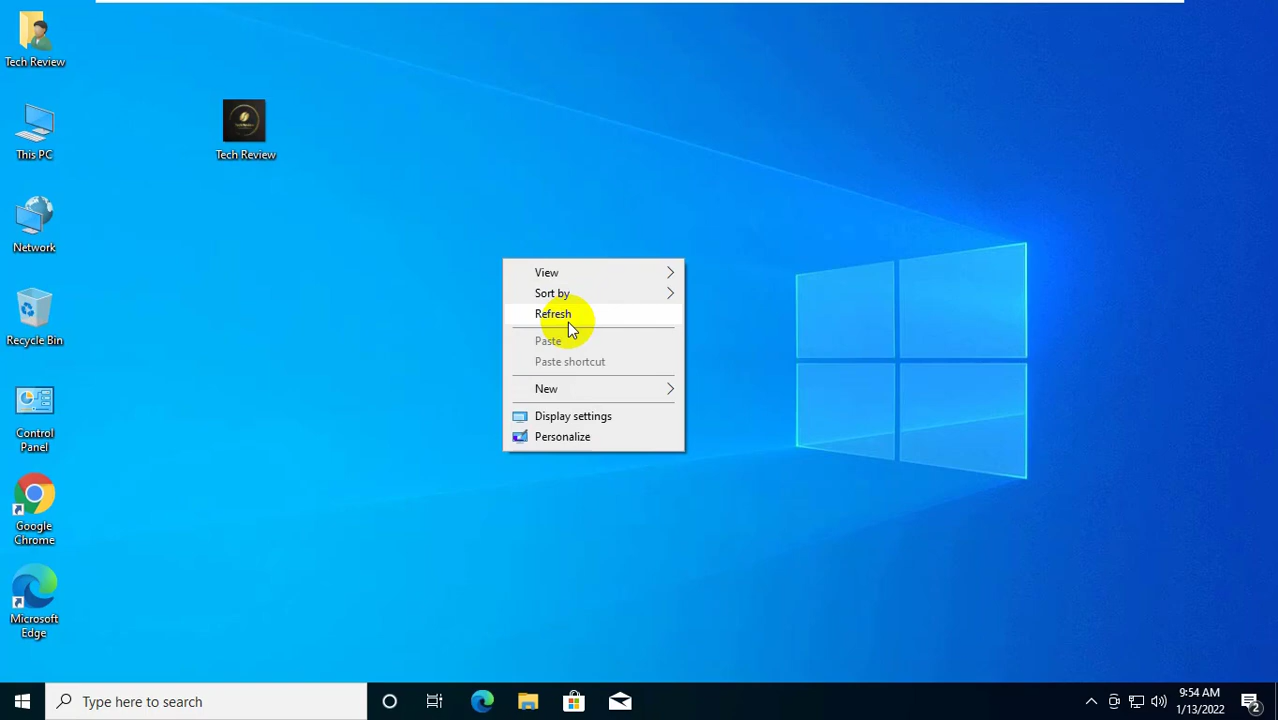 Tech Review
This PC
Network
Recycle Bin
Control
Panel
Google
Chrome
Microsoft
Edge
Tech Review
View
Sort by
Refresh
Paste
Paste shortcut
New
Display settings
Personalize
Type here to search
9:54 AM
1/13/2022
2